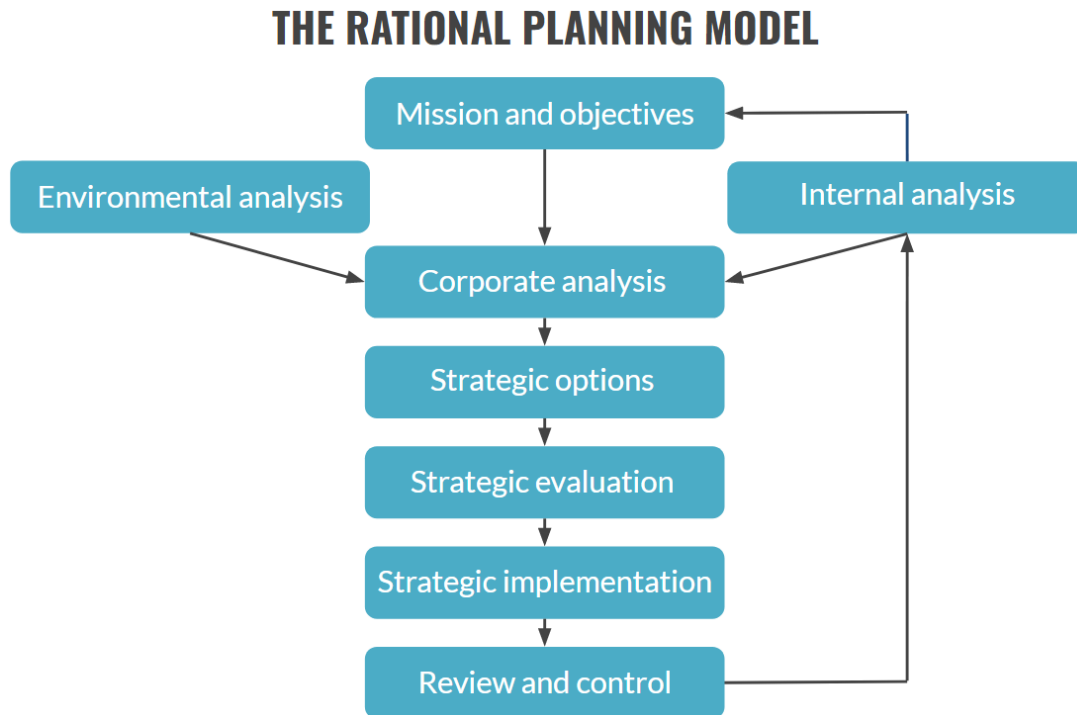 THE RATIONAL PLANNING MODEL
Mission and objectives
Environmental analysis
Internal analysis
Corporate analysis
Strategic options
Strategic evaluation
Strategic implementation
Review and control